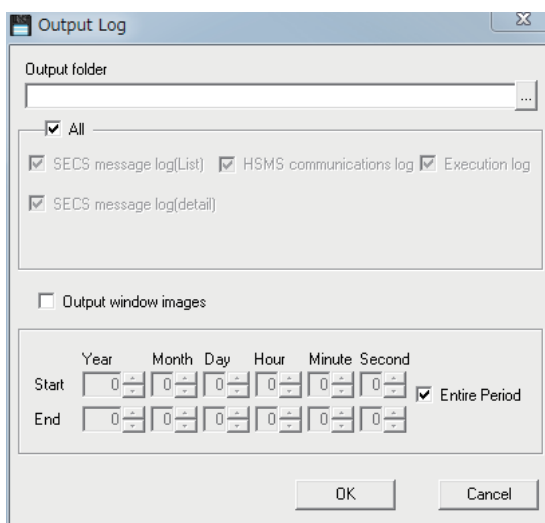 Output Log
Output folder
...
All
SECS message log(List) HSMS communications log Execution log
SECS message log(detail)
Output window images
Year Month Day Hour Minute Second
Start 0 0 0 0 0 0 Entire Period
End 0 0 0 0 0 0
OK Cancel